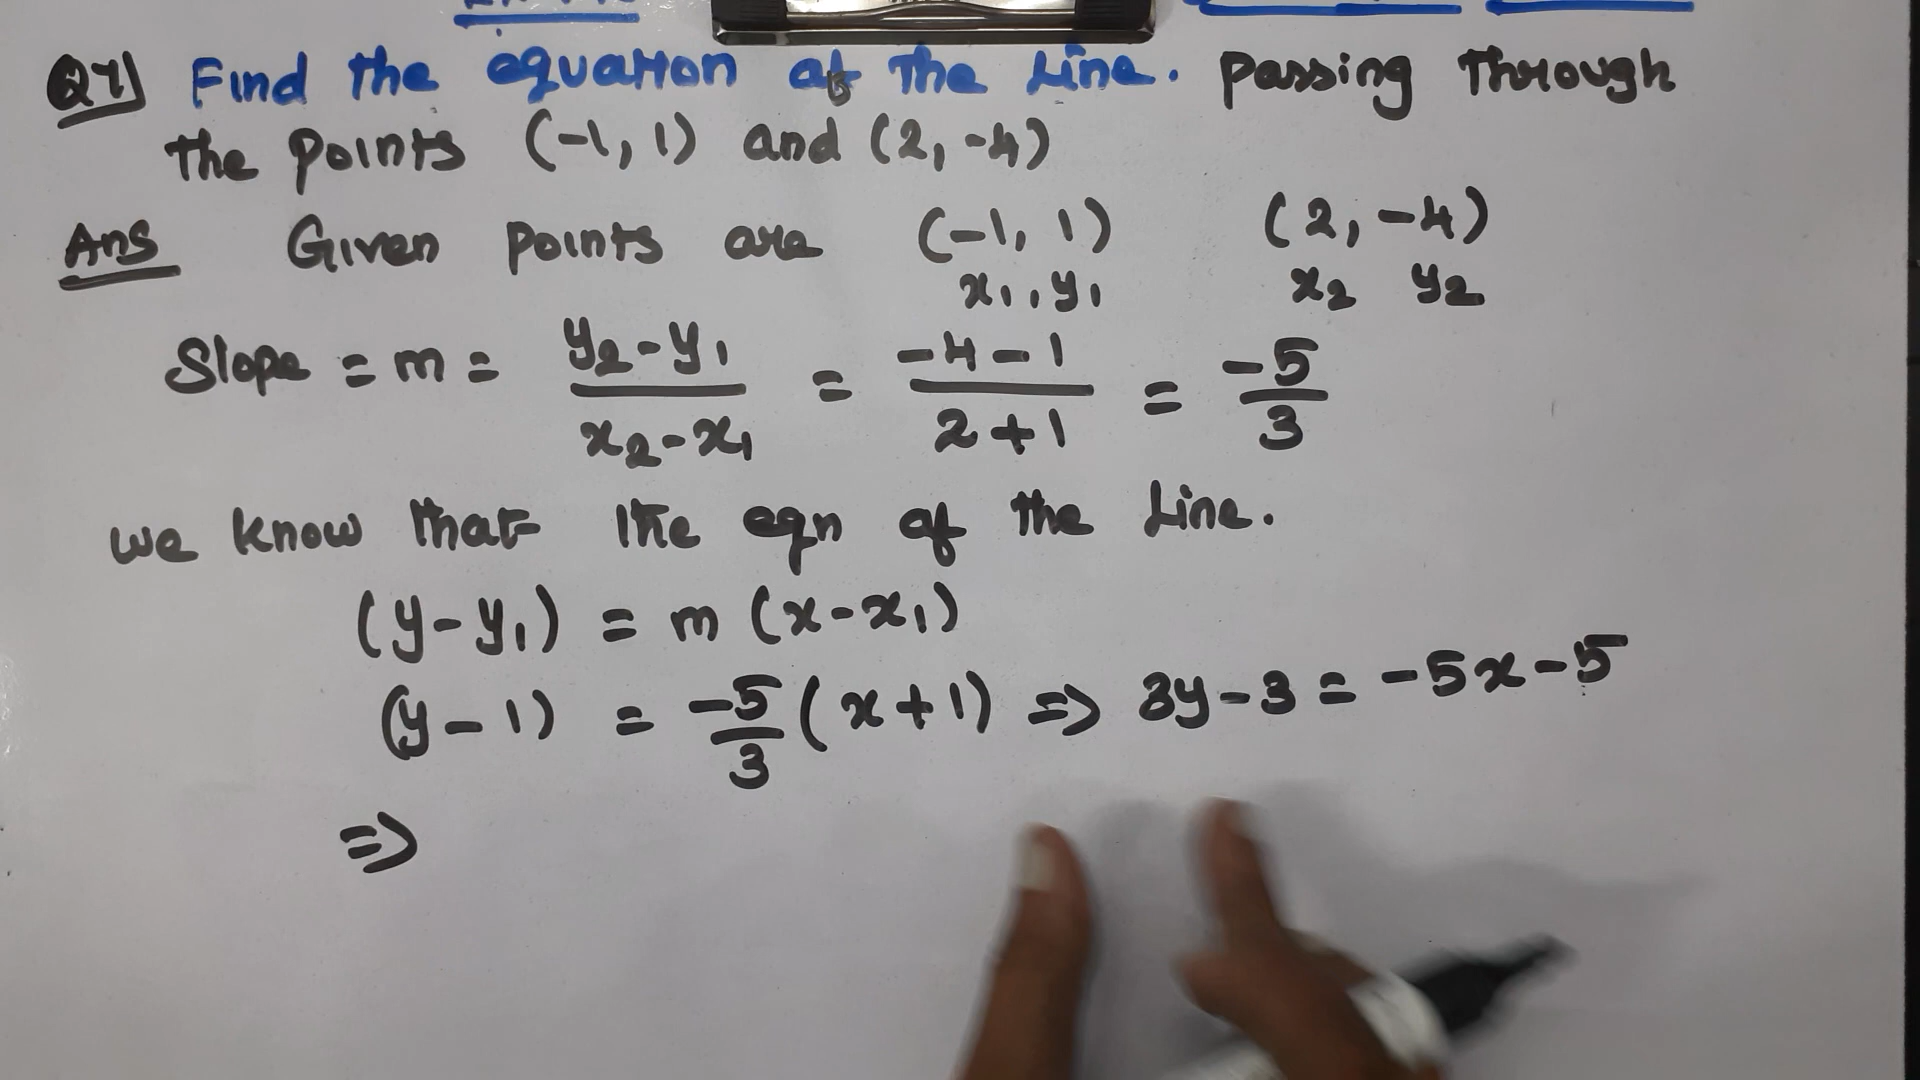 Q7) Find the equation of the Line. passing through
the points (-1, 1) and (2, -4)
Ans Given points are (-1, 1) (2, -4)
x₁, y₁ x₂ y₂
Slope = m = y₂-y₁/x₂-x₁ = -4-1/2+1 = -5/3
we know that the eqn of the Line.
(y-y₁) = m (x-x₁)
(y-1) = -5/3 (x+1) => 3y-3 = -5x-5
=>